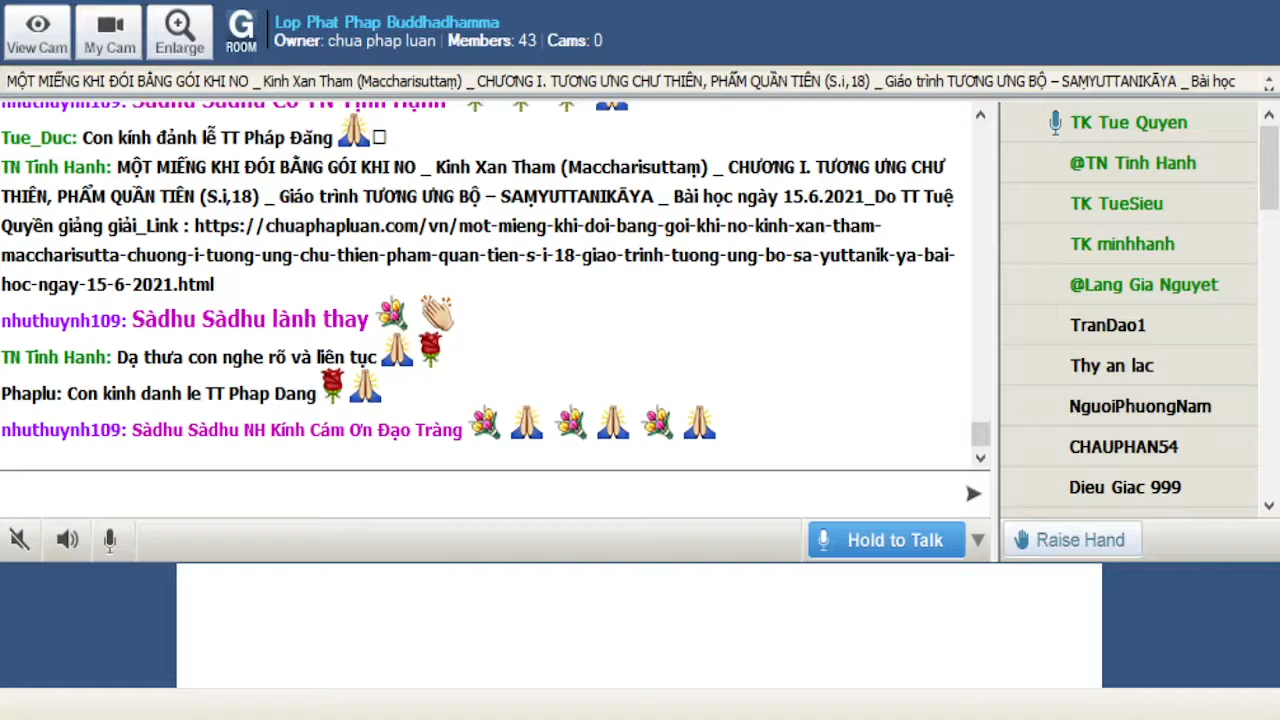 View Cam
My Cam
Enlarge
G
ROOM
Lop Phat Phap Buddhadhamma
Owner: chua phap luan | Members: 43 | Cams: 0
MỘT MIẾNG KHI ĐÓI BẰNG GÓI KHI NO _ Kinh Xan Tham (Maccharisuttaṃ) _ CHƯƠNG I. TƯƠNG ƯNG CHƯ THIÊN, PHẨM QUẦN TIÊN (S.i,18) _ Giáo trình TƯƠNG ƯNG BỘ – SAṂYUTTANIKĀYA _ Bài học
nhuthuynh109: Sàdhu Sàdhu Cô TN Tịnh Hạnh
Tue_Duc: Con kính đảnh lễ TT Pháp Đăng
TN Tinh Hanh: MỘT MIẾNG KHI ĐÓI BẰNG GÓI KHI NO _ Kinh Xan Tham (Maccharisuttaṃ) _ CHƯƠNG I. TƯƠNG ƯNG CHƯ
THIÊN, PHẨM QUẦN TIÊN (S.i,18) _ Giáo trình TƯƠNG ƯNG BỘ – SAṂYUTTANIKĀYA _ Bài học ngày 15.6.2021_Do TT Tuệ
Quyền giảng giải_Link : https://chuaphapluan.com/vn/mot-mieng-khi-doi-bang-goi-khi-no-kinh-xan-tham-
maccharisutta-chuong-i-tuong-ung-chu-thien-pham-quan-tien-s-i-18-giao-trinh-tuong-ung-bo-sa-yuttanik-ya-bai-
hoc-ngay-15-6-2021.html
nhuthuynh109: Sàdhu Sàdhu lành thay
TN Tinh Hanh: Dạ thưa con nghe rõ và liên tục
Phaplu: Con kinh danh le TT Phap Dang
nhuthuynh109: Sàdhu Sàdhu NH Kính Cám Ơn Đạo Tràng
TK Tue Quyen
@TN Tinh Hanh
TK TueSieu
TK minhhanh
@Lang Gia Nguyet
TranDao1
Thy an lac
NguoiPhuongNam
CHAUPHAN54
Dieu Giac 999
Hold to Talk
Raise Hand